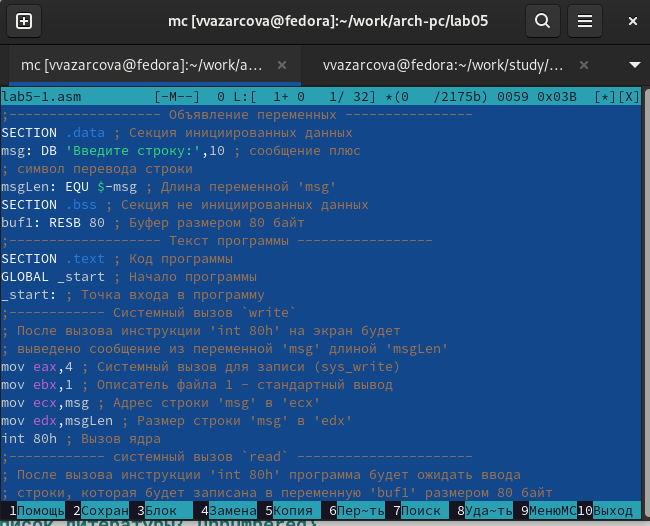 mc [vvazarcova@fedora]:~/work/arch-pc/lab05
mc [vvazarcova@fedora]:~/work/a...
vvazarcova@fedora:~/work/study/...
lab5-1.asm [-M--] 0 L:[ 1+ 0 1/ 32] *(0 /2175b) 0059 0x03B [*][X]
;------------------- Объявление переменных ----------------
SECTION .data ; Секция инициированных данных
msg: DB 'Введите строку:',10 ; сообщение плюс
; символ перевода строки
msgLen: EQU $-msg ; Длина переменной 'msg'
SECTION .bss ; Секция не инициированных данных
buf1: RESB 80 ; Буфер размером 80 байт
;------------------- Текст программы -----------------
SECTION .text ; Код программы
GLOBAL _start ; Начало программы
_start: ; Точка входа в программу
;------------ Системный вызов `write`
; После вызова инструкции 'int 80h' на экран будет
; выведено сообщение из переменной 'msg' длиной 'msgLen'
mov eax,4 ; Системный вызов для записи (sys_write)
mov ebx,1 ; Описатель файла 1 - стандартный вывод
mov ecx,msg ; Адрес строки 'msg' в 'ecx'
mov edx,msgLen ; Размер строки 'msg' в 'edx'
int 80h ; Вызов ядра
;------------ системный вызов `read` ----------------------
; После вызова инструкции 'int 80h' программа будет ожидать ввода
; строки, которая будет записана в переменную 'buf1' размером 80 байт
1Помощь 2Сохран 3Блок 4Замена 5Копия 6Пер~ть 7Поиск 8Уда~ть 9МенюMC 10Выход